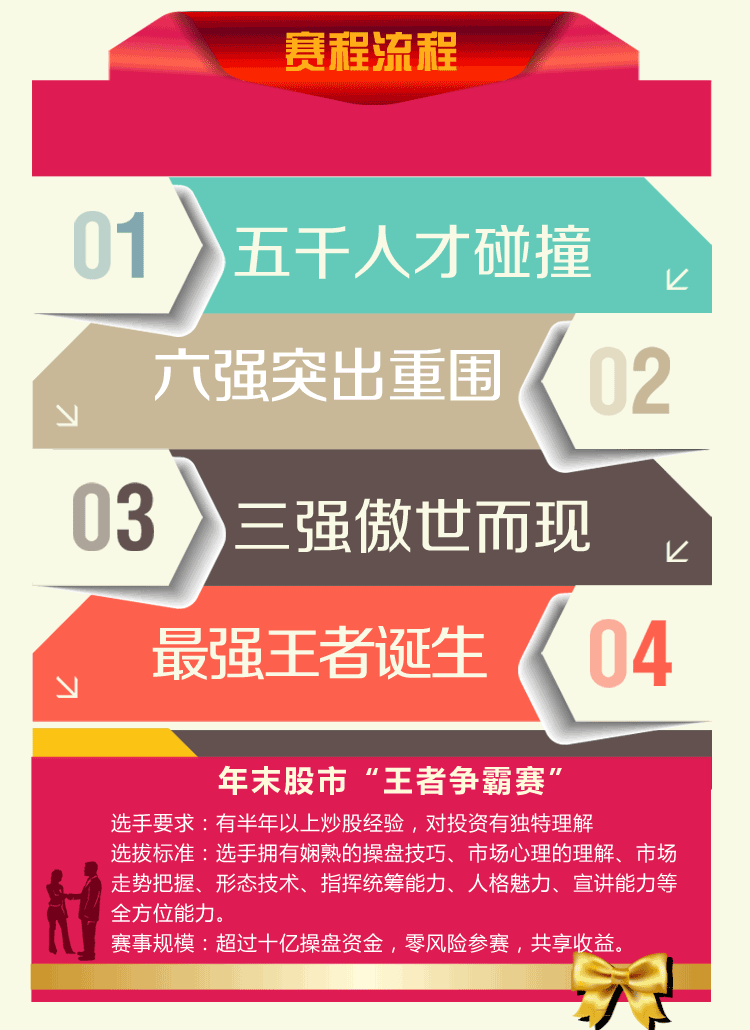 赛程流程
01
五千人才碰撞
六强突出重围
02
03
三强傲世而现
最强王者诞生
04
年末股市“王者争霸赛”
选手要求：有半年以上炒股经验，对投资有独特理解
选拔标准：选手拥有娴熟的操盘技巧、市场心理的理解、市场
走势把握、形态技术、指挥统筹能力、人格魅力、宣讲能力等
全方位能力。
赛事规模：超过十亿操盘资金，零风险参赛，共享收益。